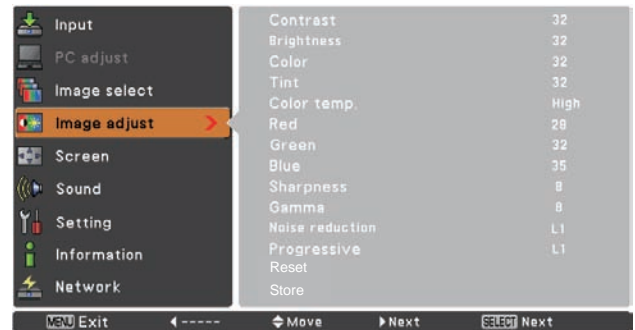 Input
PC adjust
Image select
Image adjust
Screen
Sound
Setting
Information
Network
Contrast 32
Brightness 32
Color 32
Tint 32
Color temp. High
Red 28
Green 32
Blue 35
Sharpness 8
Gamma 8
Noise reduction L1
Progressive L1
Reset
Store
MENU Exit ◀----- Move ▶Next SELECT Next